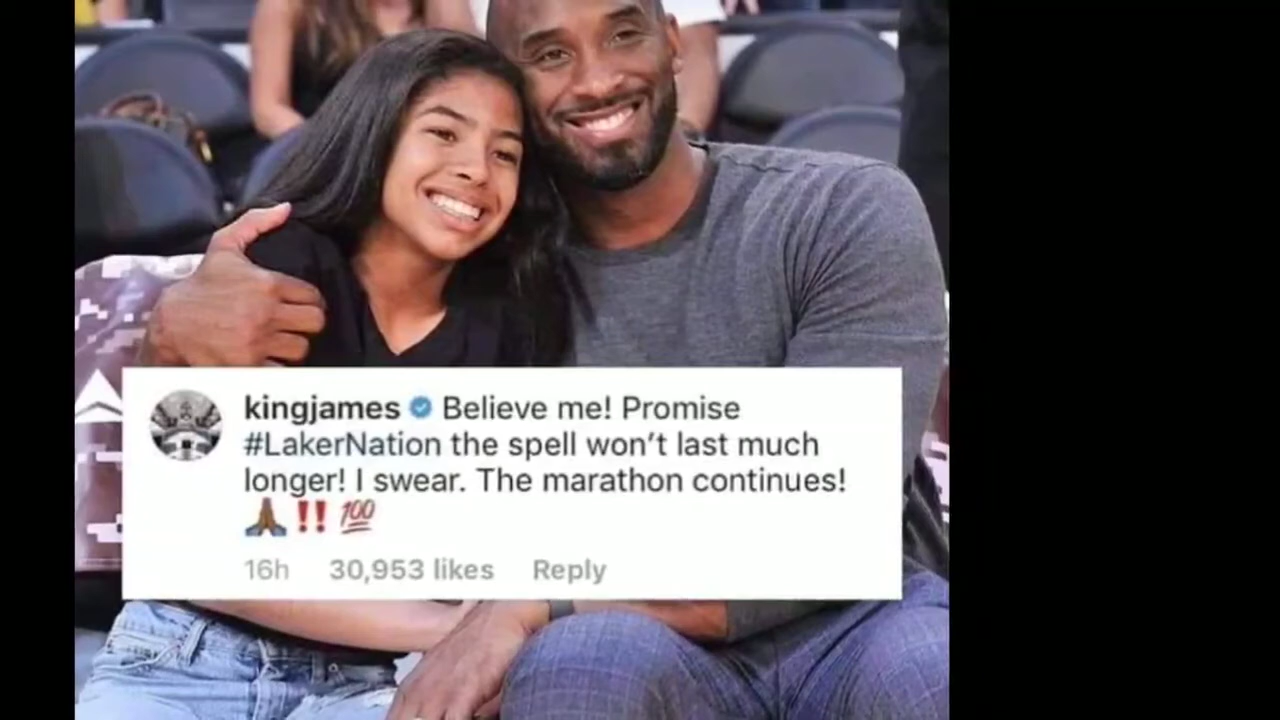 kingjames Believe me! Promise
#LakerNation the spell won't last much
longer! I swear. The marathon continues!
🙏🏾‼️💯
16h 30,953 likes Reply